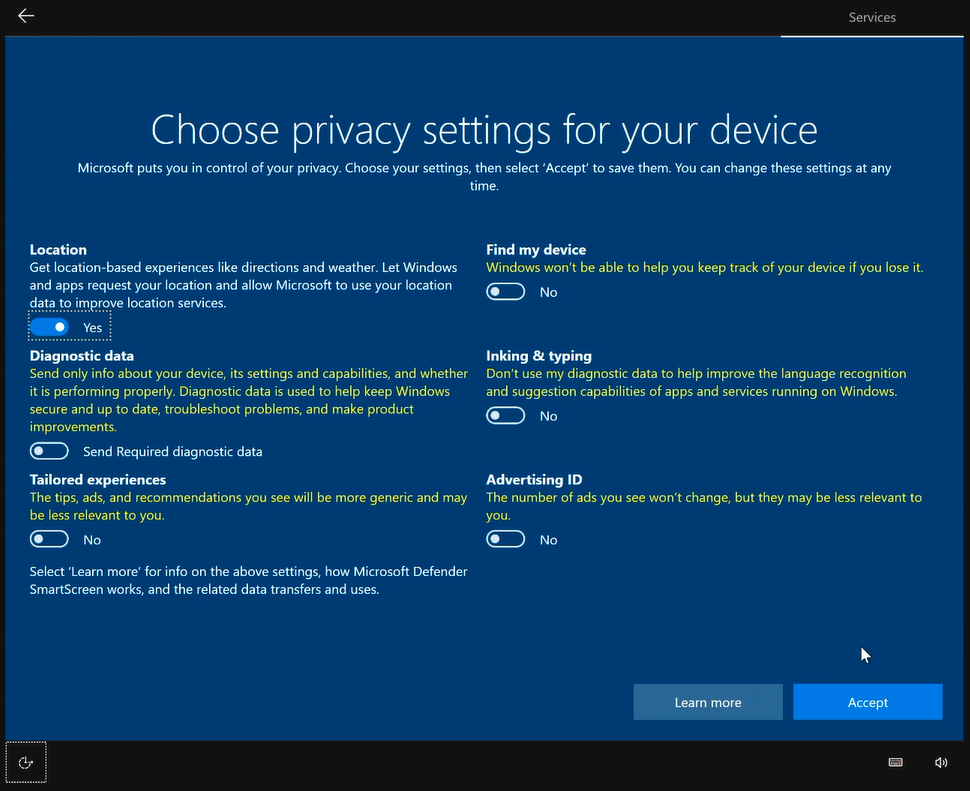 Services
Choose privacy settings for your device
Microsoft puts you in control of your privacy. Choose your settings, then select ‘Accept’ to save them. You can change these settings at any
time.
Location
Get location-based experiences like directions and weather. Let Windows
and apps request your location and allow Microsoft to use your location
data to improve location services.
Yes
Find my device
Windows won’t be able to help you keep track of your device if you lose it.
No
Diagnostic data
Send only info about your device, its settings and capabilities, and whether
it is performing properly. Diagnostic data is used to help keep Windows
secure and up to date, troubleshoot problems, and make product
improvements.
Send Required diagnostic data
Inking & typing
Don’t use my diagnostic data to help improve the language recognition
and suggestion capabilities of apps and services running on Windows.
No
Tailored experiences
The tips, ads, and recommendations you see will be more generic and may
be less relevant to you.
No
Advertising ID
The number of ads you see won’t change, but they may be less relevant to
you.
No
Select ‘Learn more’ for info on the above settings, how Microsoft Defender
SmartScreen works, and the related data transfers and uses.
Learn more
Accept